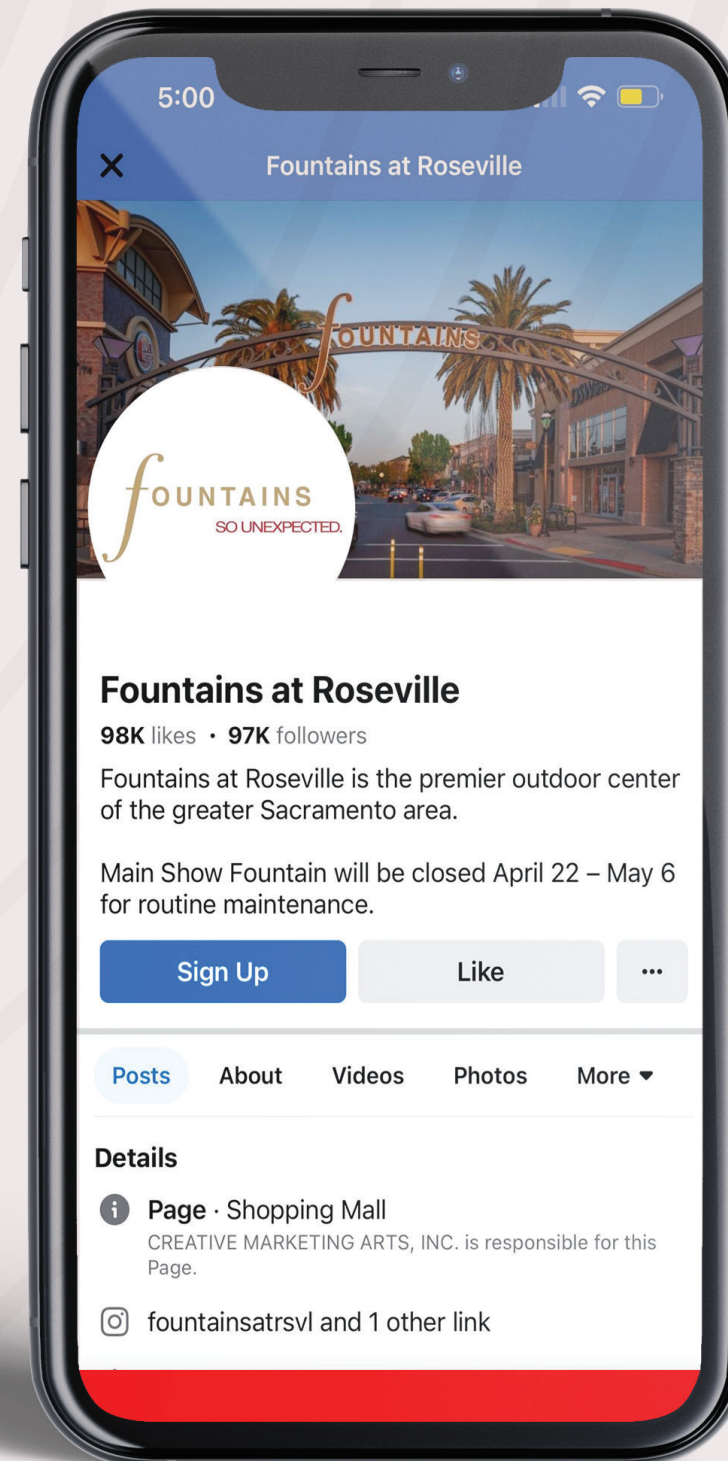 5:00
Fountains at Roseville
fOUNTAINS
fOUNTAINS
SO UNEXPECTED.
Fountains at Roseville
98K likes · 97K followers
Fountains at Roseville is the premier outdoor center
of the greater Sacramento area.
Main Show Fountain will be closed April 22 – May 6
for routine maintenance.
Sign Up
Like
Posts
About
Videos
Photos
More
Details
Page · Shopping Mall
CREATIVE MARKETING ARTS, INC. is responsible for this
Page.
fountainsatrsvl and 1 other link